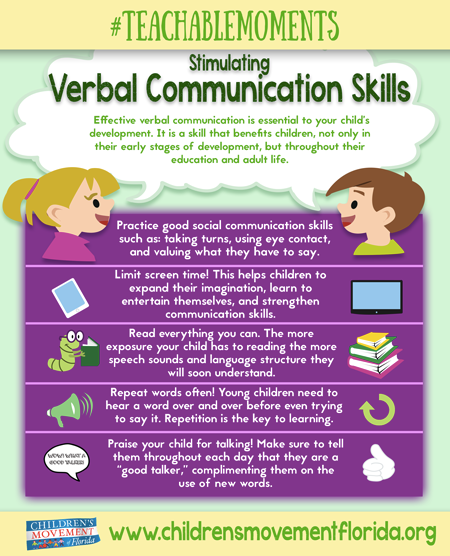 #TEACHABLEMOMENTS
Stimulating
Verbal Communication Skills
Effective verbal communication is essential to your child's
development. It is a skill that benefits children, not only in
their early stages of development, but throughout their
education and adult life.
Practice good social communication skills
such as: taking turns, using eye contact,
and valuing what they have to say.
Limit screen time! This helps children to
expand their imagination, learn to
entertain themselves, and strengthen
communication skills.
Read everything you can. The more
exposure your child has to reading the more
speech sounds and language structure they
will soon understand.
Repeat words often! Young children need to
hear a word over and over before even trying
to say it. Repetition is the key to learning.
WOW! WHAT A
GOOD TALKER!
Praise your child for talking! Make sure to tell
them throughout each day that they are a
"good talker," complimenting them on the
use of new words.
CHILDREN'S
MOVEMENT
of Florida
www.childrensmovementflorida.org